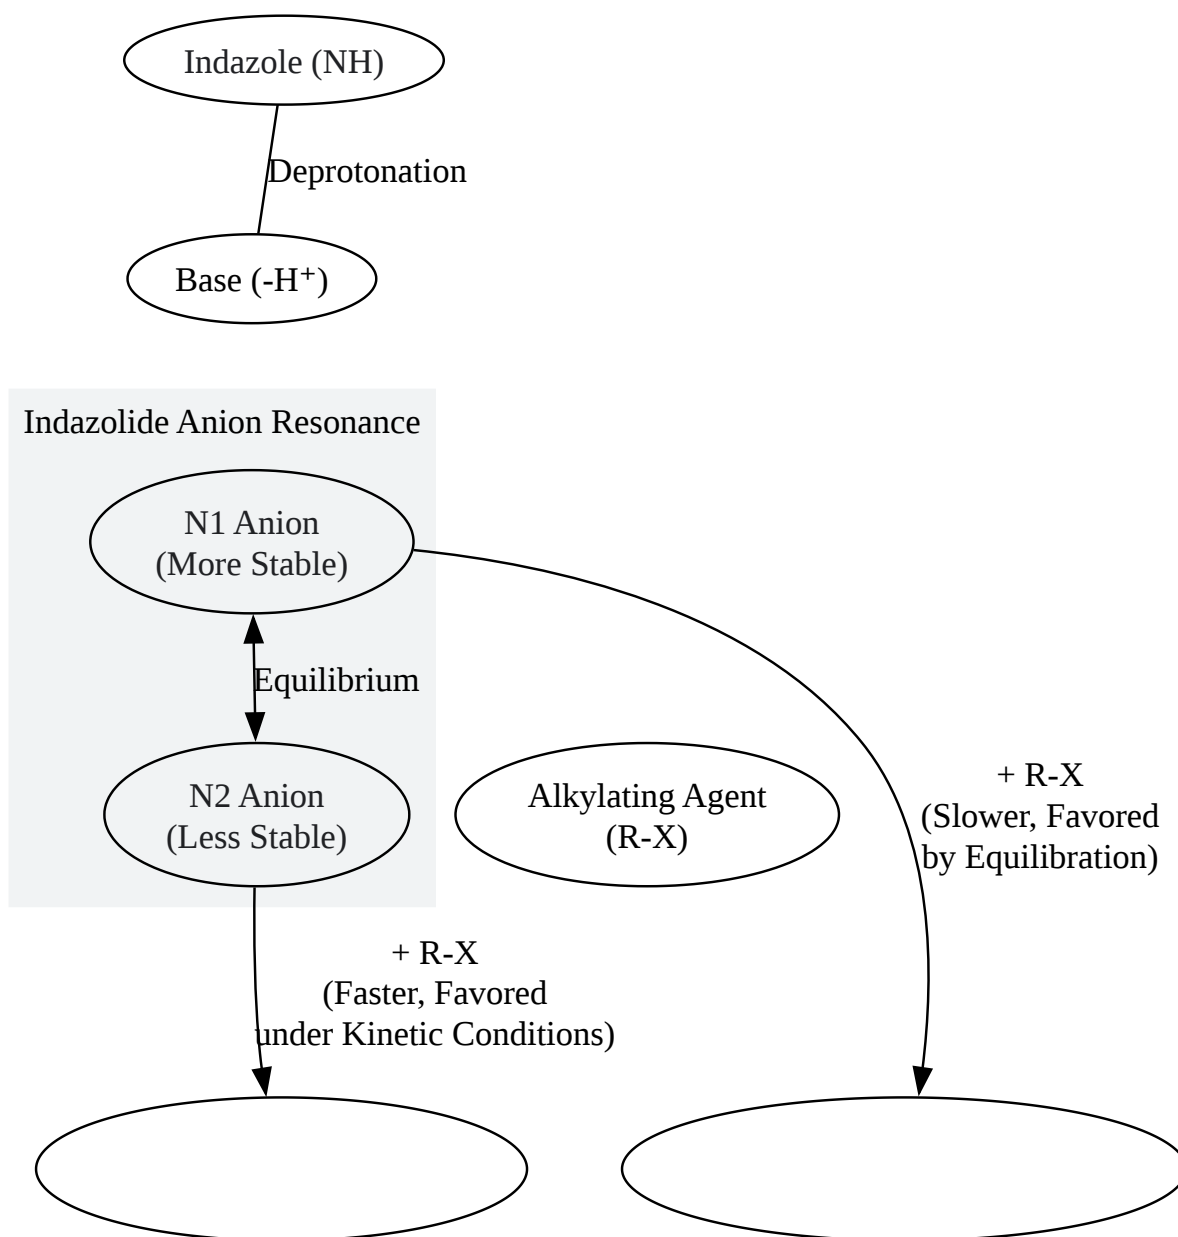 Indazole (NH)
Deprotonation
Base (-H⁺)
Indazolide Anion Resonance
N1 Anion
(More Stable)
Equilibrium
N2 Anion
(Less Stable)
Alkylating Agent
(R-X)
+ R-X
(Slower, Favored
by Equilibration)
+ R-X
(Faster, Favored
under Kinetic Conditions)